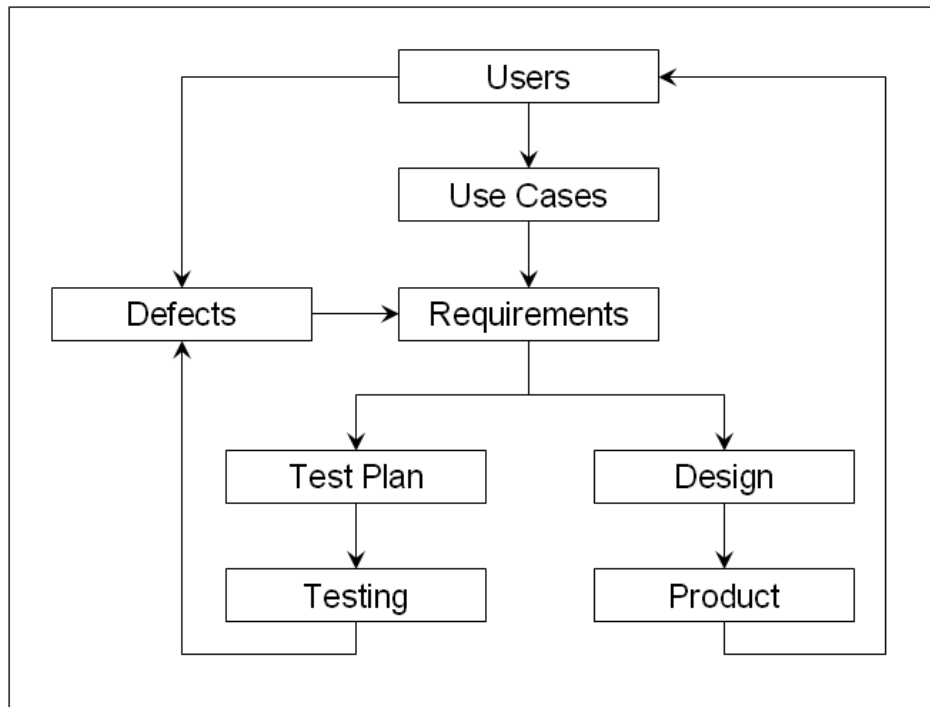 Users
Use Cases
Defects
Requirements
Test Plan
Design
Testing
Product